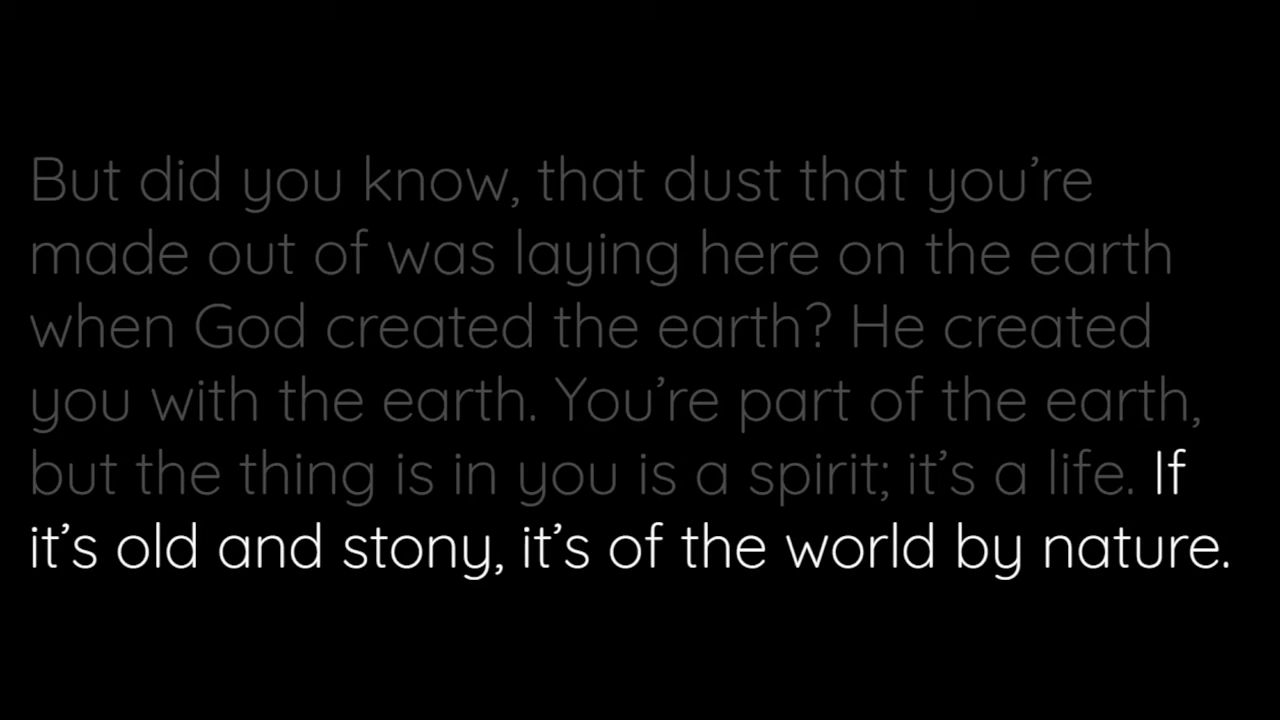 But did you know, that dust that you’re
made out of was laying here on the earth
when God created the earth? He created
you with the earth. You’re part of the earth,
but the thing is in you is a spirit; it’s a life. If
it’s old and stony, it’s of the world by nature.